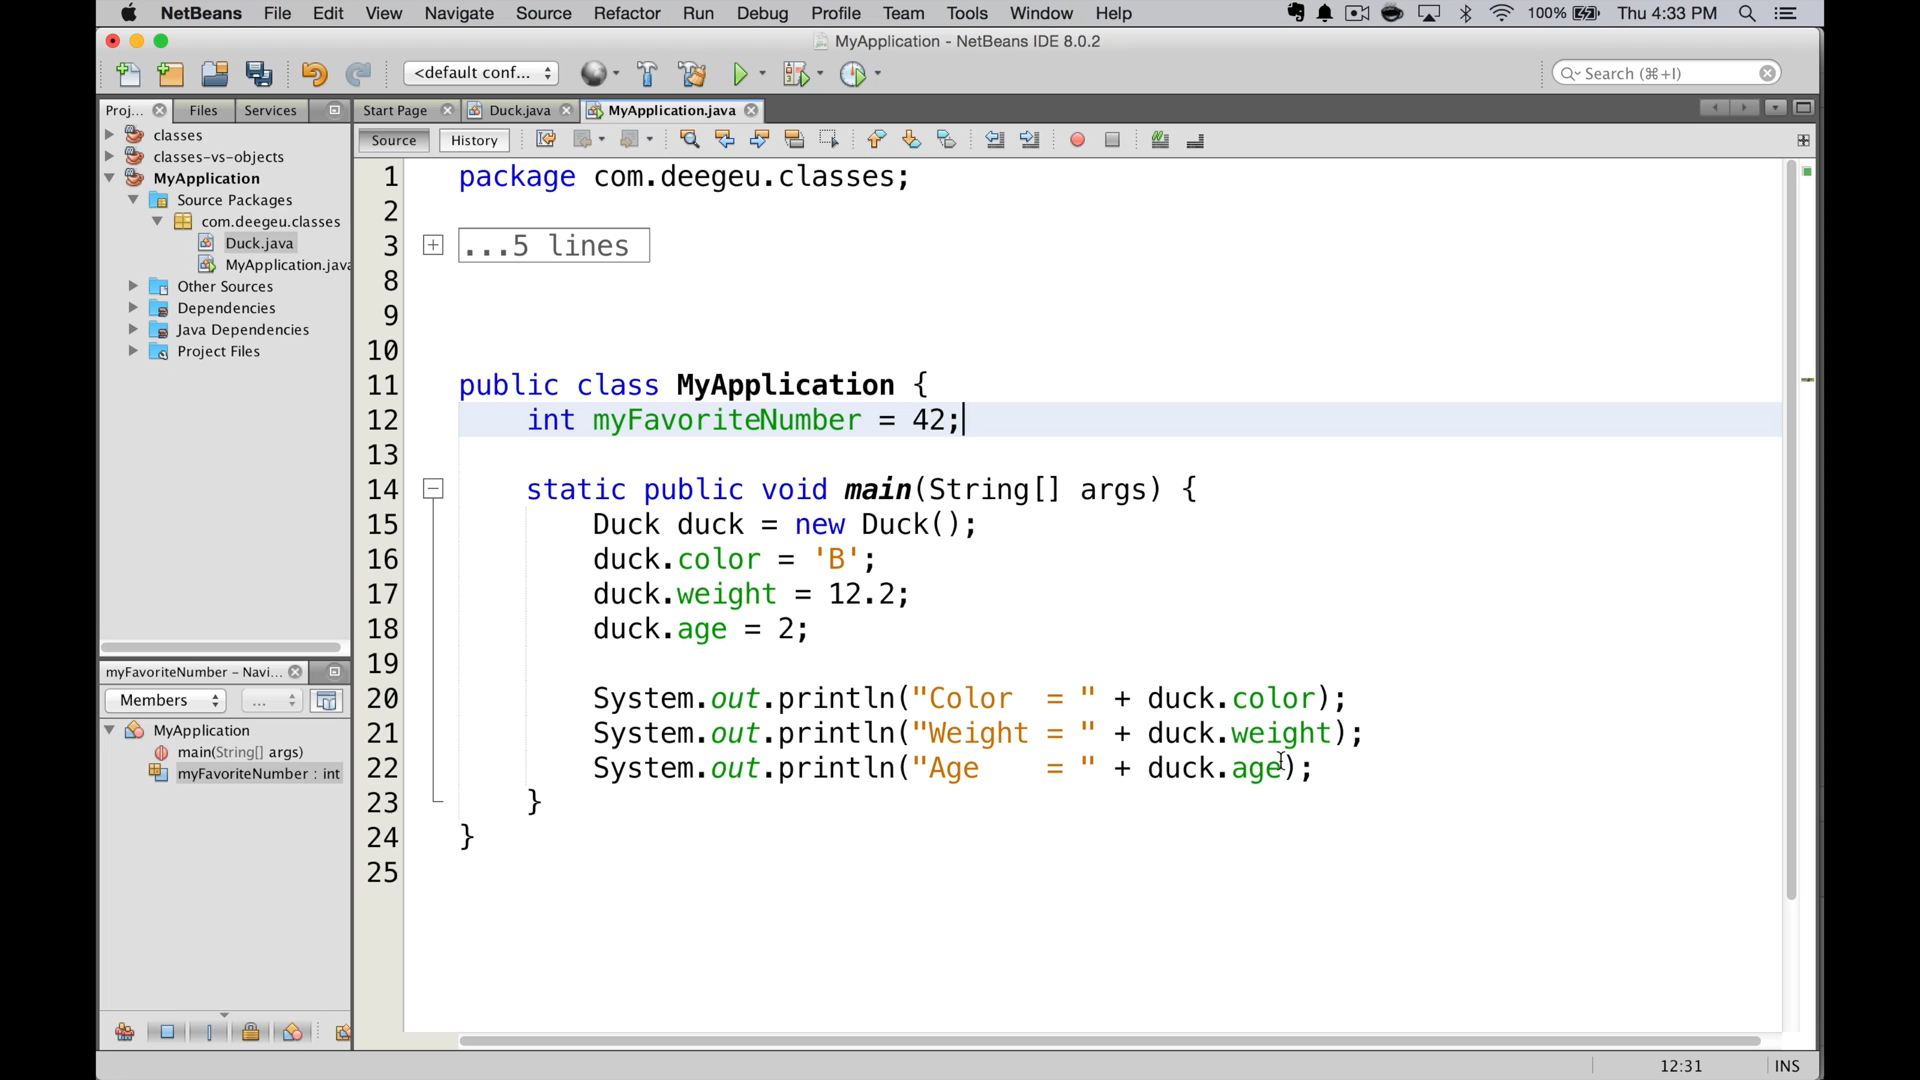 NetBeans File Edit View Navigate Source Refactor Run Debug Profile Team Tools Window Help 100% Thu 4:33 PM
MyApplication - NetBeans IDE 8.0.2
<default conf... Search (⌘+I)
Proj... Files Services Start Page Duck.java MyApplication.java
Source History
classes
classes-vs-objects
MyApplication
Source Packages
com.deegeu.classes
Duck.java
MyApplication.java
Other Sources
Dependencies
Java Dependencies
Project Files
myFavoriteNumber – Navi...
Members ...
MyApplication
main(String[] args)
myFavoriteNumber : int
1 package com.deegeu.classes;
2
3 ...5 lines
8
9
10
11 public class MyApplication {
12 int myFavoriteNumber = 42;
13
14 static public void main(String[] args) {
15 Duck duck = new Duck();
16 duck.color = 'B';
17 duck.weight = 12.2;
18 duck.age = 2;
19
20 System.out.println("Color  = " + duck.color);
21 System.out.println("Weight = " + duck.weight);
22 System.out.println("Age    = " + duck.age);
23 }
24 }
25
12:31 INS